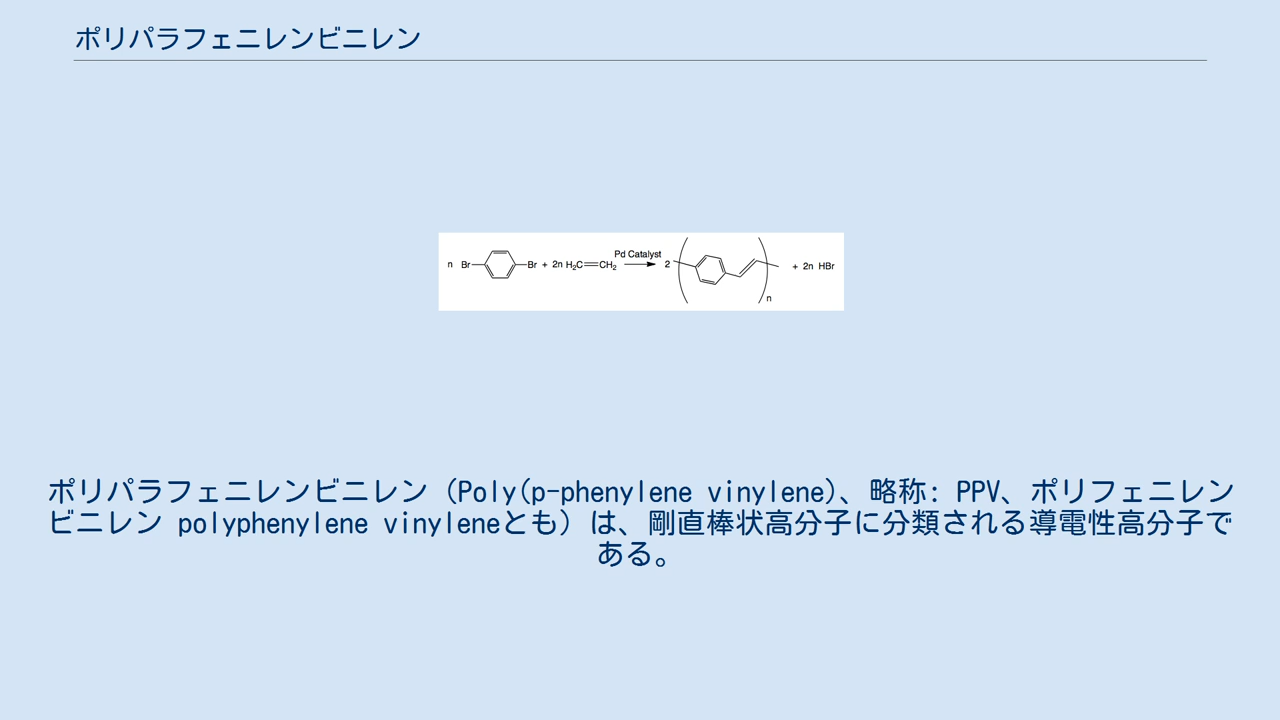 ポリパラフェニレンビニレン
n Br Br + 2n H₂C CH₂ Pd Catalyst 2 n + 2n HBr
ポリパラフェニレンビニレン（Poly(p-phenylene vinylene)、略称: PPV、ポリフェニレン
ビニレン polyphenylene vinyleneとも）は、剛直棒状高分子に分類される導電性高分子で
ある。